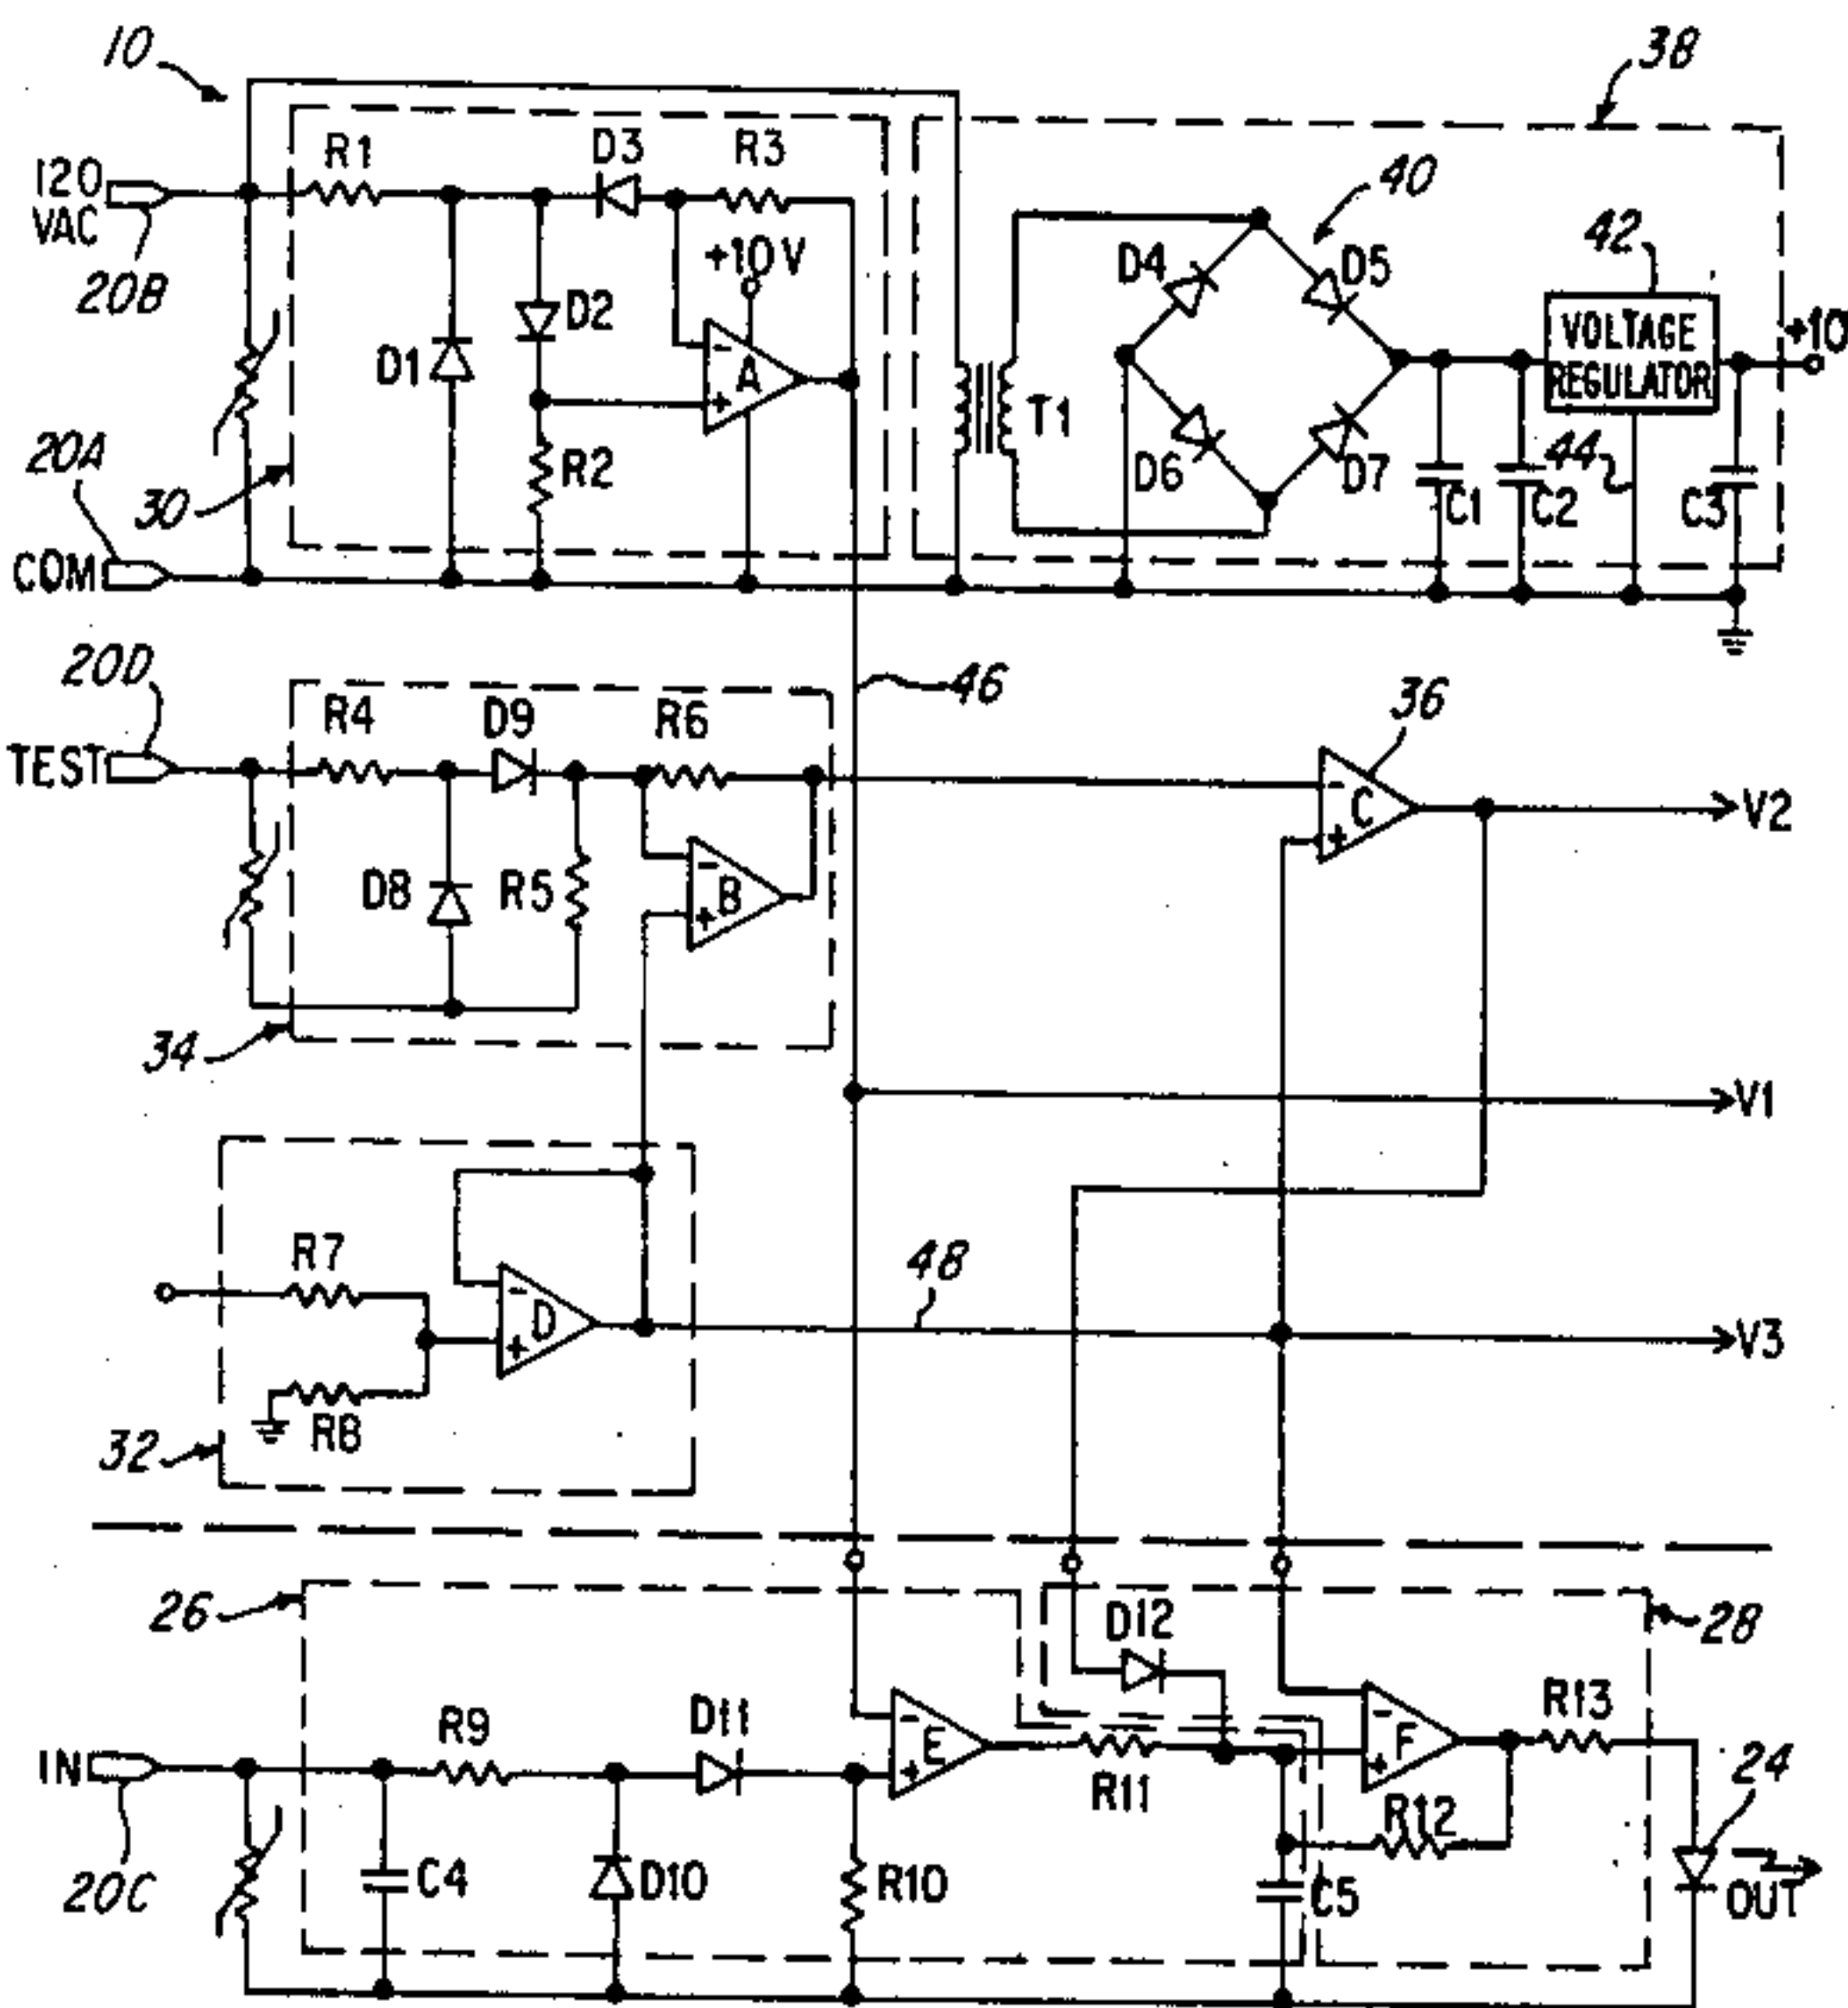 10
38
120
VAC
20B
R1
D3
R3
+10V
D2
D1
A
-
+
R2
30
20A
COM
40
D4
D5
D6
D7
T1
42
VOLTAGE
REGULATOR
+10
44
C1
C2
C3
20D
TEST
R4
D9
R6
46
36
-
C
+
V2
D8
R5
-
B
+
34
V1
R7
-
D
+
R8
32
48
V3
26
28
D12
R13
D11
R9
-
E
+
-
F
+
R11
R12
24
IN
20C
C4
D10
R10
C5
OUT